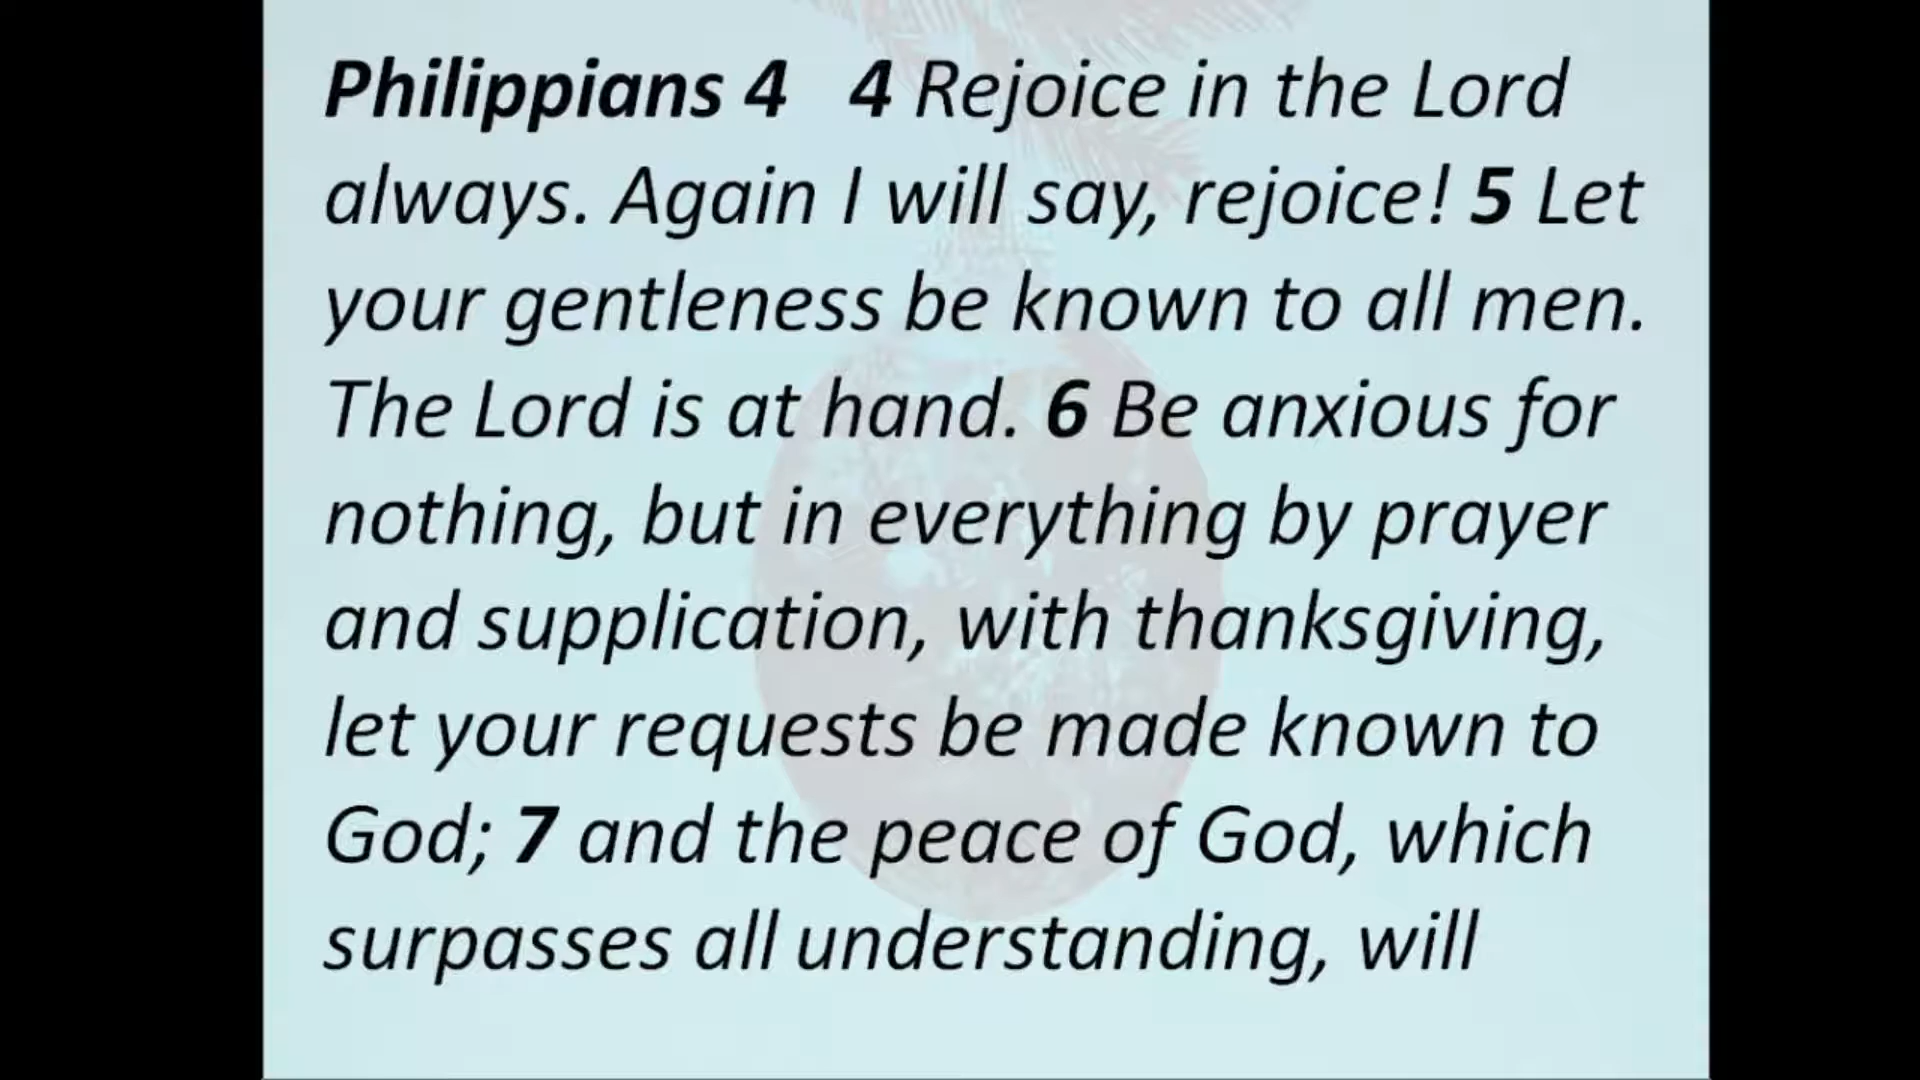 Philippians 4 4 Rejoice in the Lord
always. Again I will say, rejoice! 5 Let
your gentleness be known to all men.
The Lord is at hand. 6 Be anxious for
nothing, but in everything by prayer
and supplication, with thanksgiving,
let your requests be made known to
God; 7 and the peace of God, which
surpasses all understanding, will